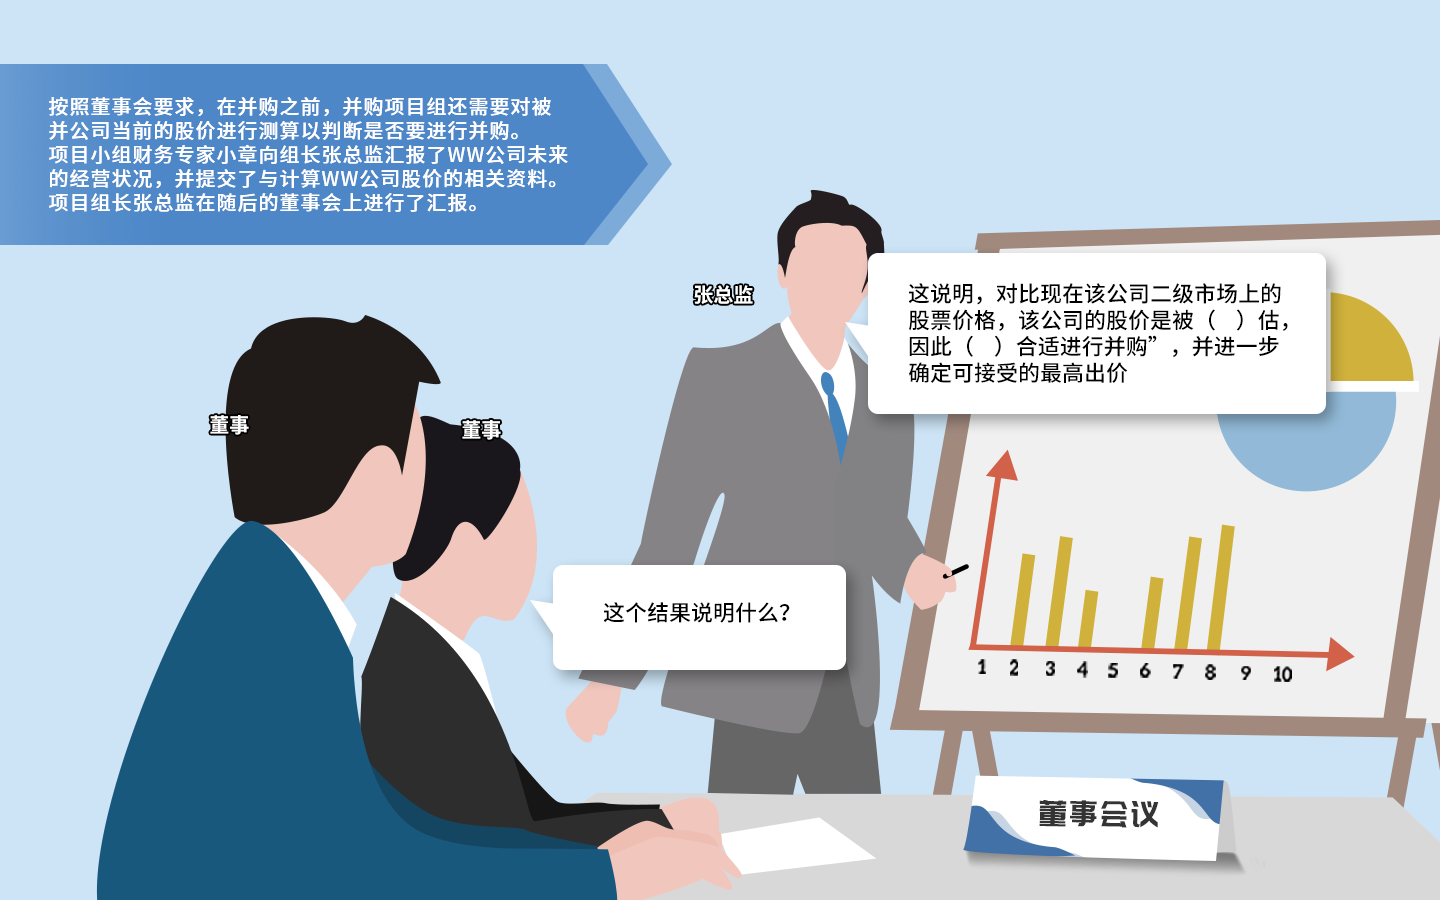 按照董事会要求，在并购之前，并购项目组还需要对被
并公司当前的股价进行测算以判断是否要进行并购。
项目小组财务专家小章向组长张总监汇报了WW公司未来
的经营状况，并提交了与计算WW公司股价的相关资料。
项目组长张总监在随后的董事会上进行了汇报。
张总监
这说明，对比现在该公司二级市场上的
股票价格，该公司的股价是被（　）估，
因此（　）合适进行并购”，并进一步
确定可接受的最高出价
董事
董事
这个结果说明什么？
1 2 3 4 5 6 7 8 9 10
董事会议